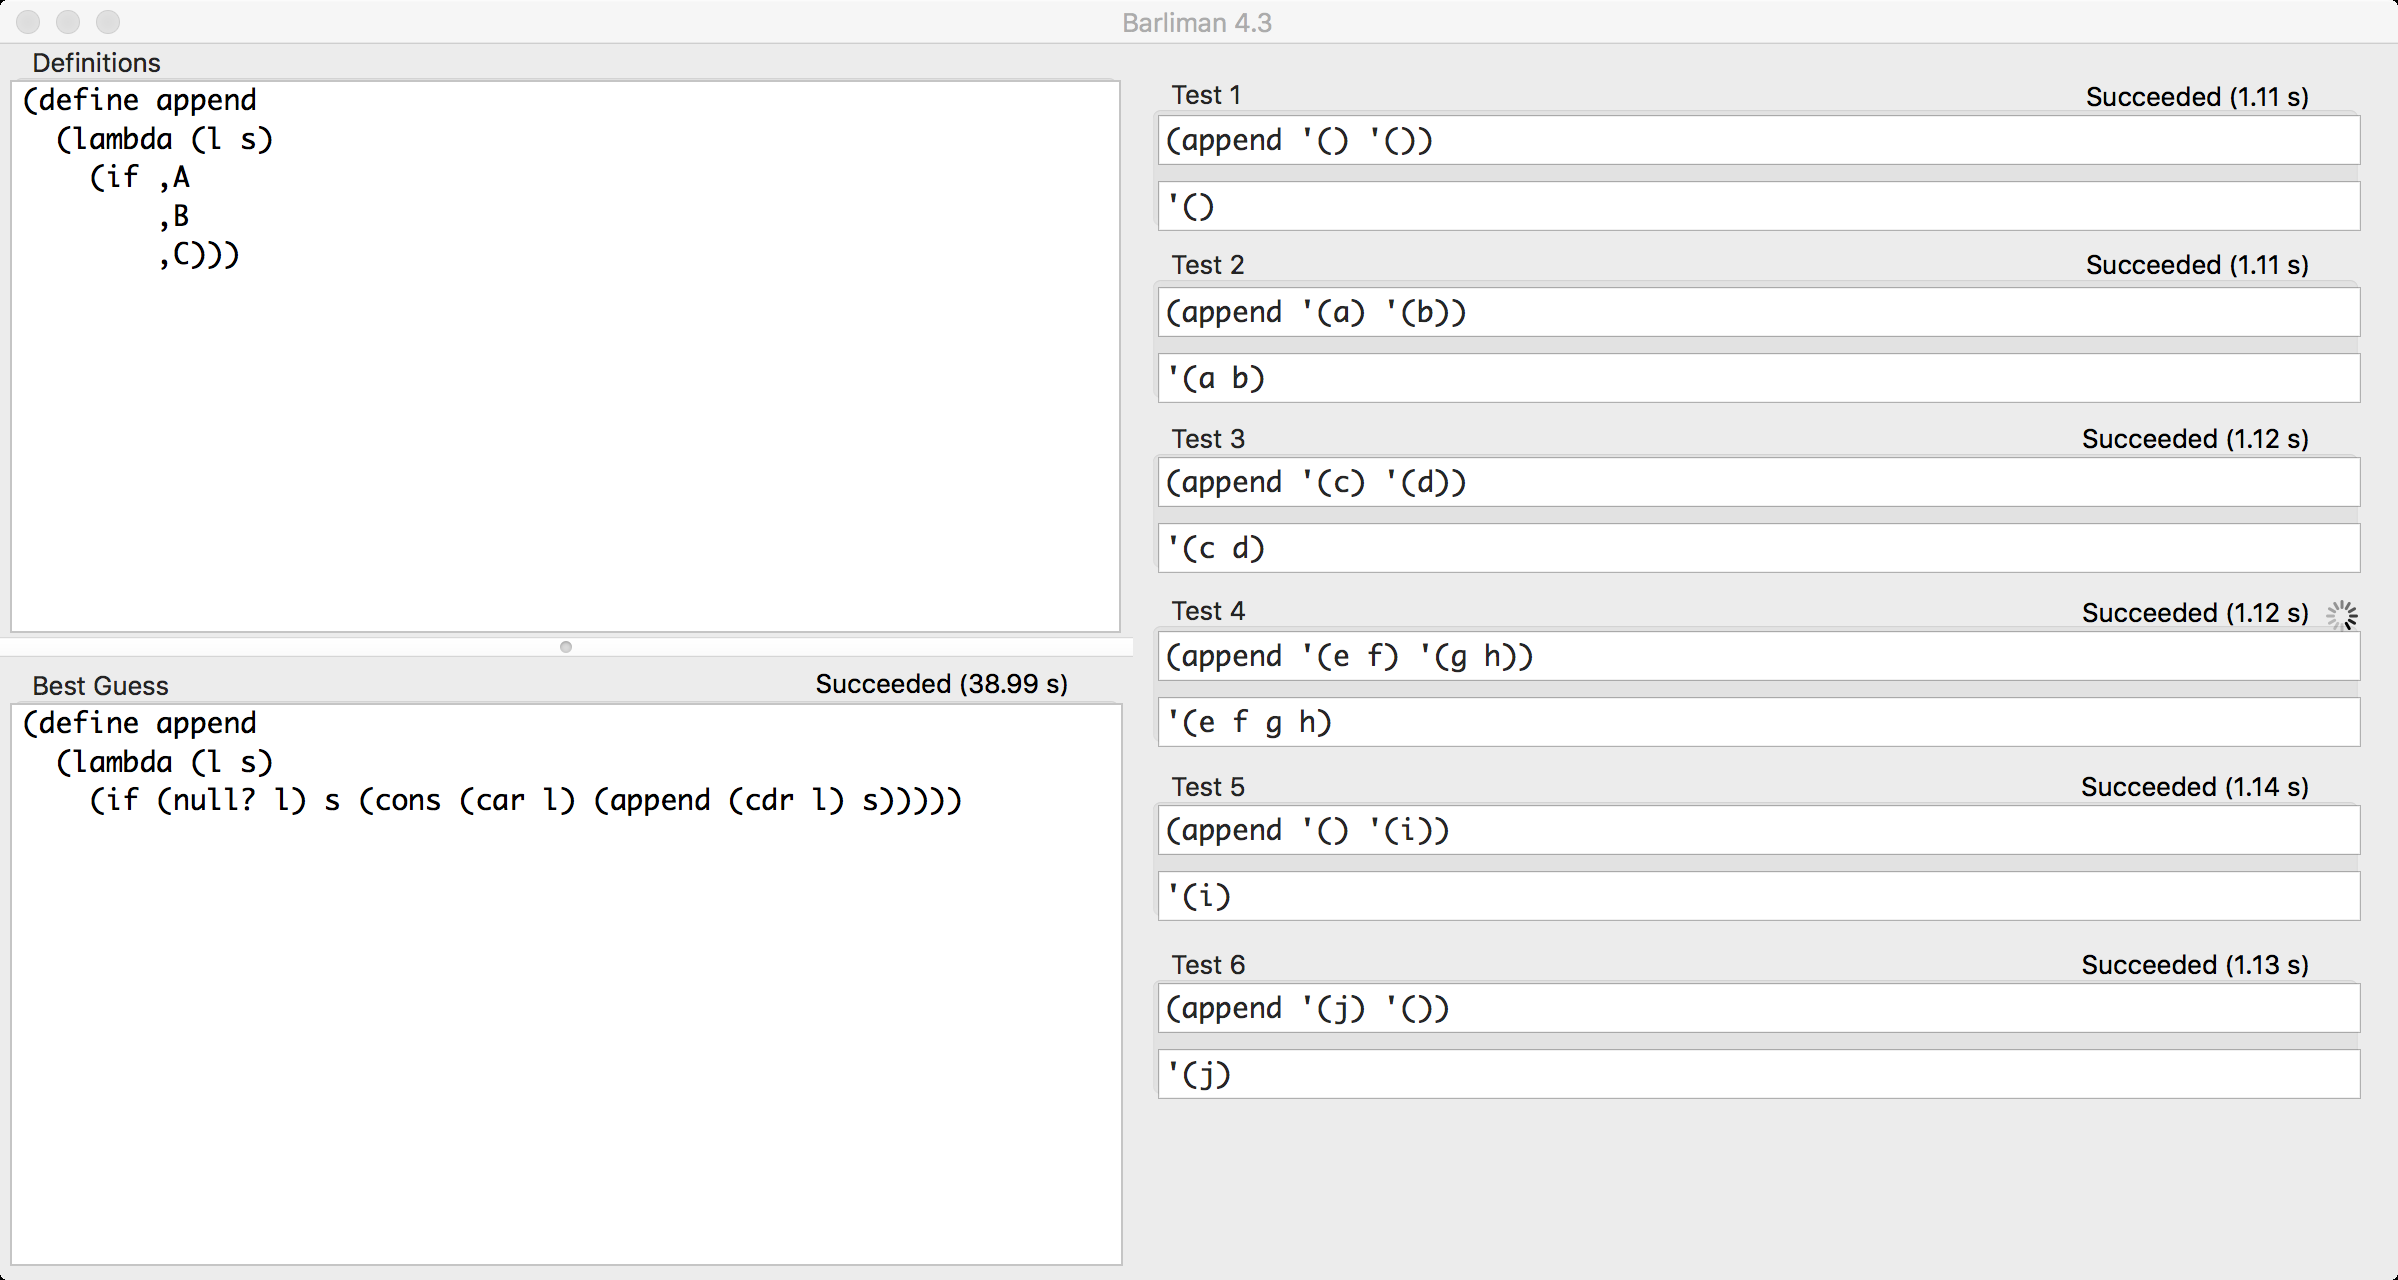 Barliman 4.3
Definitions
(define append
  (lambda (l s)
    (if ,A
        ,B
        ,C)))
Best Guess Succeeded (38.99 s)
(define append
  (lambda (l s)
    (if (null? l) s (cons (car l) (append (cdr l) s)))))
Test 1 Succeeded (1.11 s)
(append '() '())
'()
Test 2 Succeeded (1.11 s)
(append '(a) '(b))
'(a b)
Test 3 Succeeded (1.12 s)
(append '(c) '(d))
'(c d)
Test 4 Succeeded (1.12 s)
(append '(e f) '(g h))
'(e f g h)
Test 5 Succeeded (1.14 s)
(append '() '(i))
'(i)
Test 6 Succeeded (1.13 s)
(append '(j) '())
'(j)